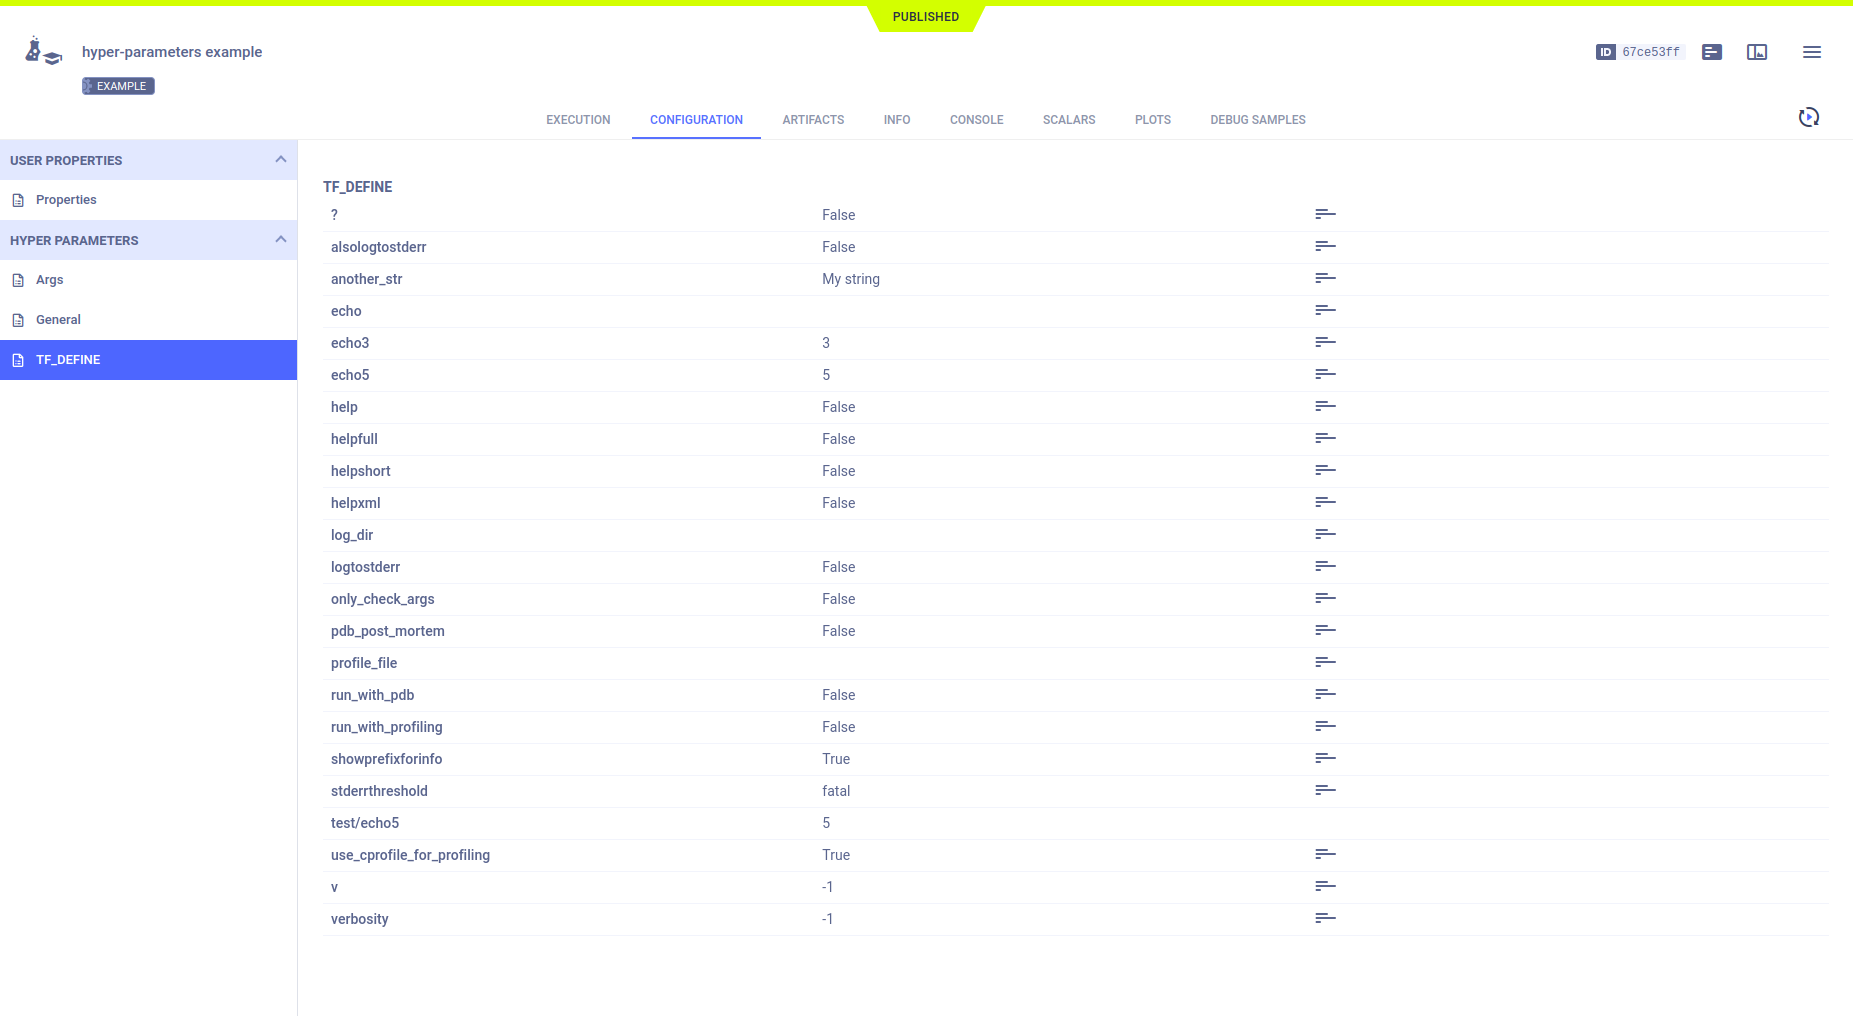 PUBLISHED
hyper-parameters example
ID 67ce53ff
EXAMPLE
EXECUTION CONFIGURATION ARTIFACTS INFO CONSOLE SCALARS PLOTS DEBUG SAMPLES
USER PROPERTIES
Properties
HYPER PARAMETERS
Args
General
TF_DEFINE
TF_DEFINE
? False
alsologtostderr False
another_str My string
echo
echo3 3
echo5 5
help False
helpfull False
helpshort False
helpxml False
log_dir
logtostderr False
only_check_args False
pdb_post_mortem False
profile_file
run_with_pdb False
run_with_profiling False
showprefixforinfo True
stderrthreshold fatal
test/echo5 5
use_cprofile_for_profiling True
v -1
verbosity -1